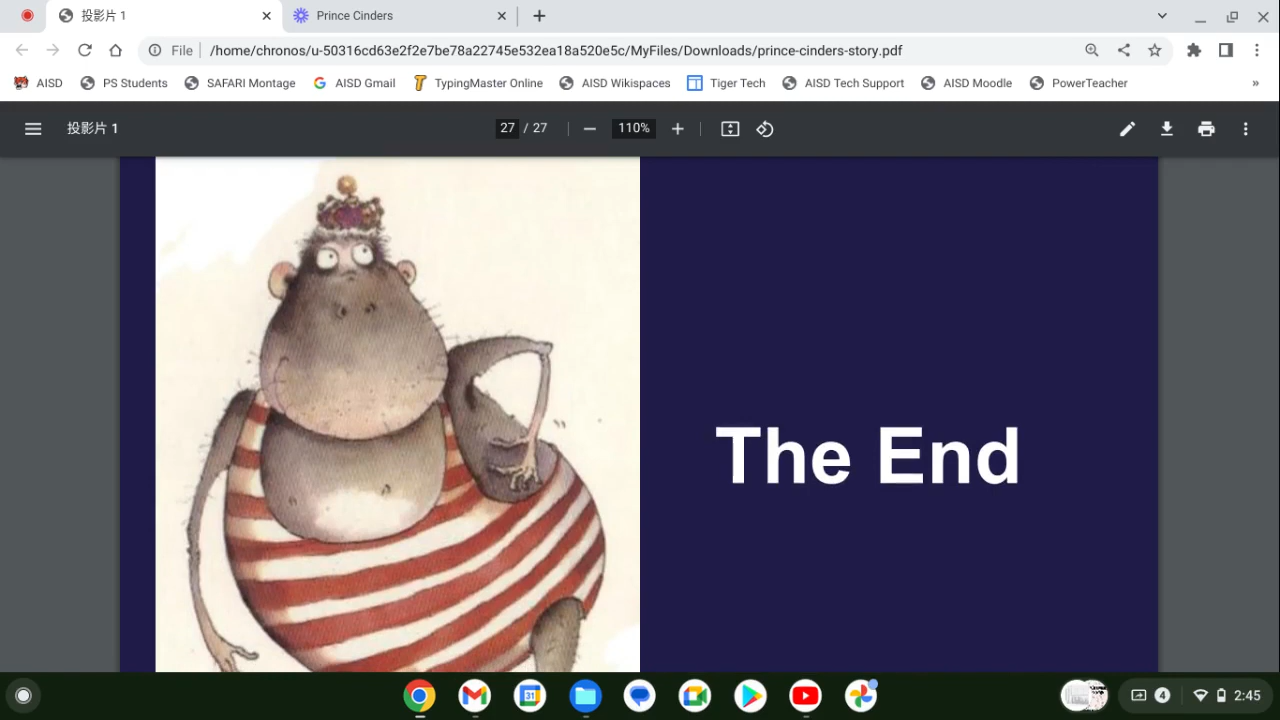 投影片 1
Prince Cinders
File
/home/chronos/u-50316cd63e2f2e7be78a22745e532ea18a520e5c/MyFiles/Downloads/prince-cinders-story.pdf
AISD PS Students SAFARI Montage AISD Gmail TypingMaster Online AISD Wikispaces Tiger Tech AISD Tech Support AISD Moodle PowerTeacher »
投影片 1 27 / 27 110%
The End
31
4 2:45